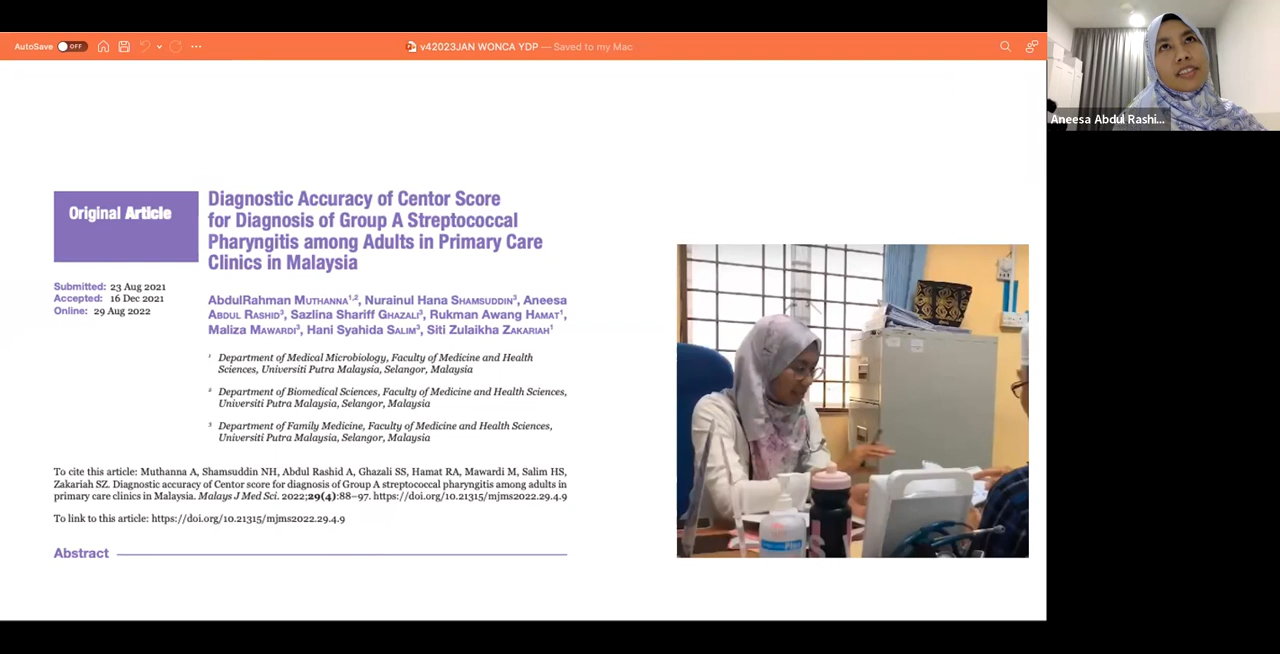 AutoSave OFF
v42023JAN WONCA YDP — Saved to my Mac
Aneesa Abdul Rashi...
Original Article
Diagnostic Accuracy of Centor Score
for Diagnosis of Group A Streptococcal
Pharyngitis among Adults in Primary Care
Clinics in Malaysia
Submitted: 23 Aug 2021
Accepted: 16 Dec 2021
Online: 29 Aug 2022
AbdulRahman Muthanna1,2, Nurainul Hana Shamsuddin3, Aneesa
Abdul Rashid3, Sazlina Shariff Ghazali3, Rukman Awang Hamat1,
Maliza Mawardi3, Hani Syahida Salim3, Siti Zulaikha Zakariah1
1 Department of Medical Microbiology, Faculty of Medicine and Health
Sciences, Universiti Putra Malaysia, Selangor, Malaysia
2 Department of Biomedical Sciences, Faculty of Medicine and Health Sciences,
Universiti Putra Malaysia, Selangor, Malaysia
3 Department of Family Medicine, Faculty of Medicine and Health Sciences,
Universiti Putra Malaysia, Selangor, Malaysia
To cite this article: Muthanna A, Shamsuddin NH, Abdul Rashid A, Ghazali SS, Hamat RA, Mawardi M, Salim HS,
Zakariah SZ. Diagnostic accuracy of Centor score for diagnosis of Group A streptococcal pharyngitis among adults in
primary care clinics in Malaysia. Malays J Med Sci. 2022;29(4):88–97. https://doi.org/10.21315/mjms2022.29.4.9
To link to this article: https://doi.org/10.21315/mjms2022.29.4.9
Abstract